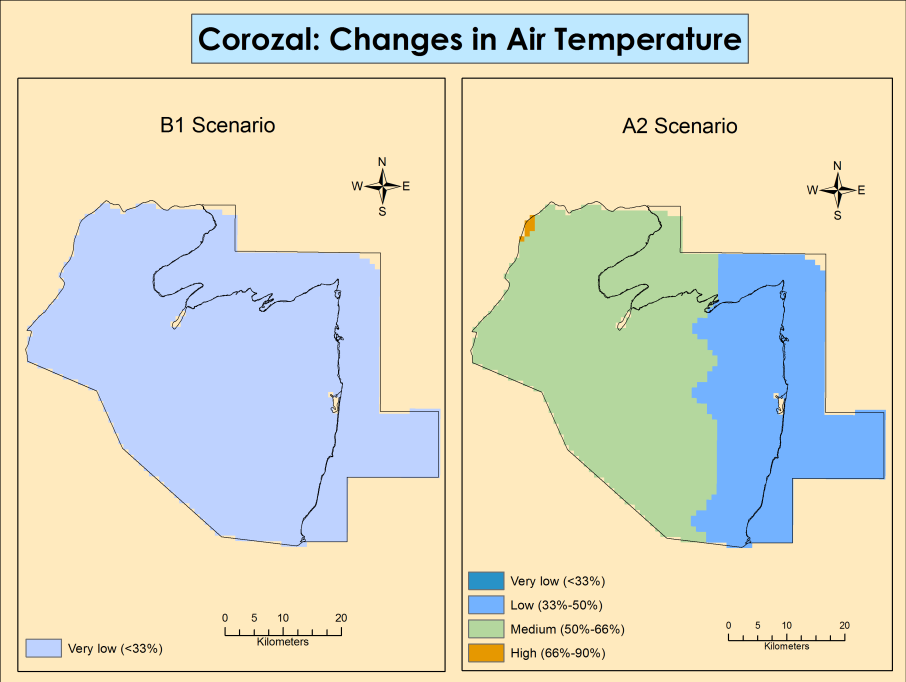 Corozal: Changes in Air Temperature
B1 Scenario
N
W E
S
0 5 10 20
Kilometers
Very low (<33%)
A2 Scenario
N
W E
S
Very low (<33%)
Low (33%-50%)
Medium (50%-66%)
High (66%-90%)
0 5 10 20
Kilometers